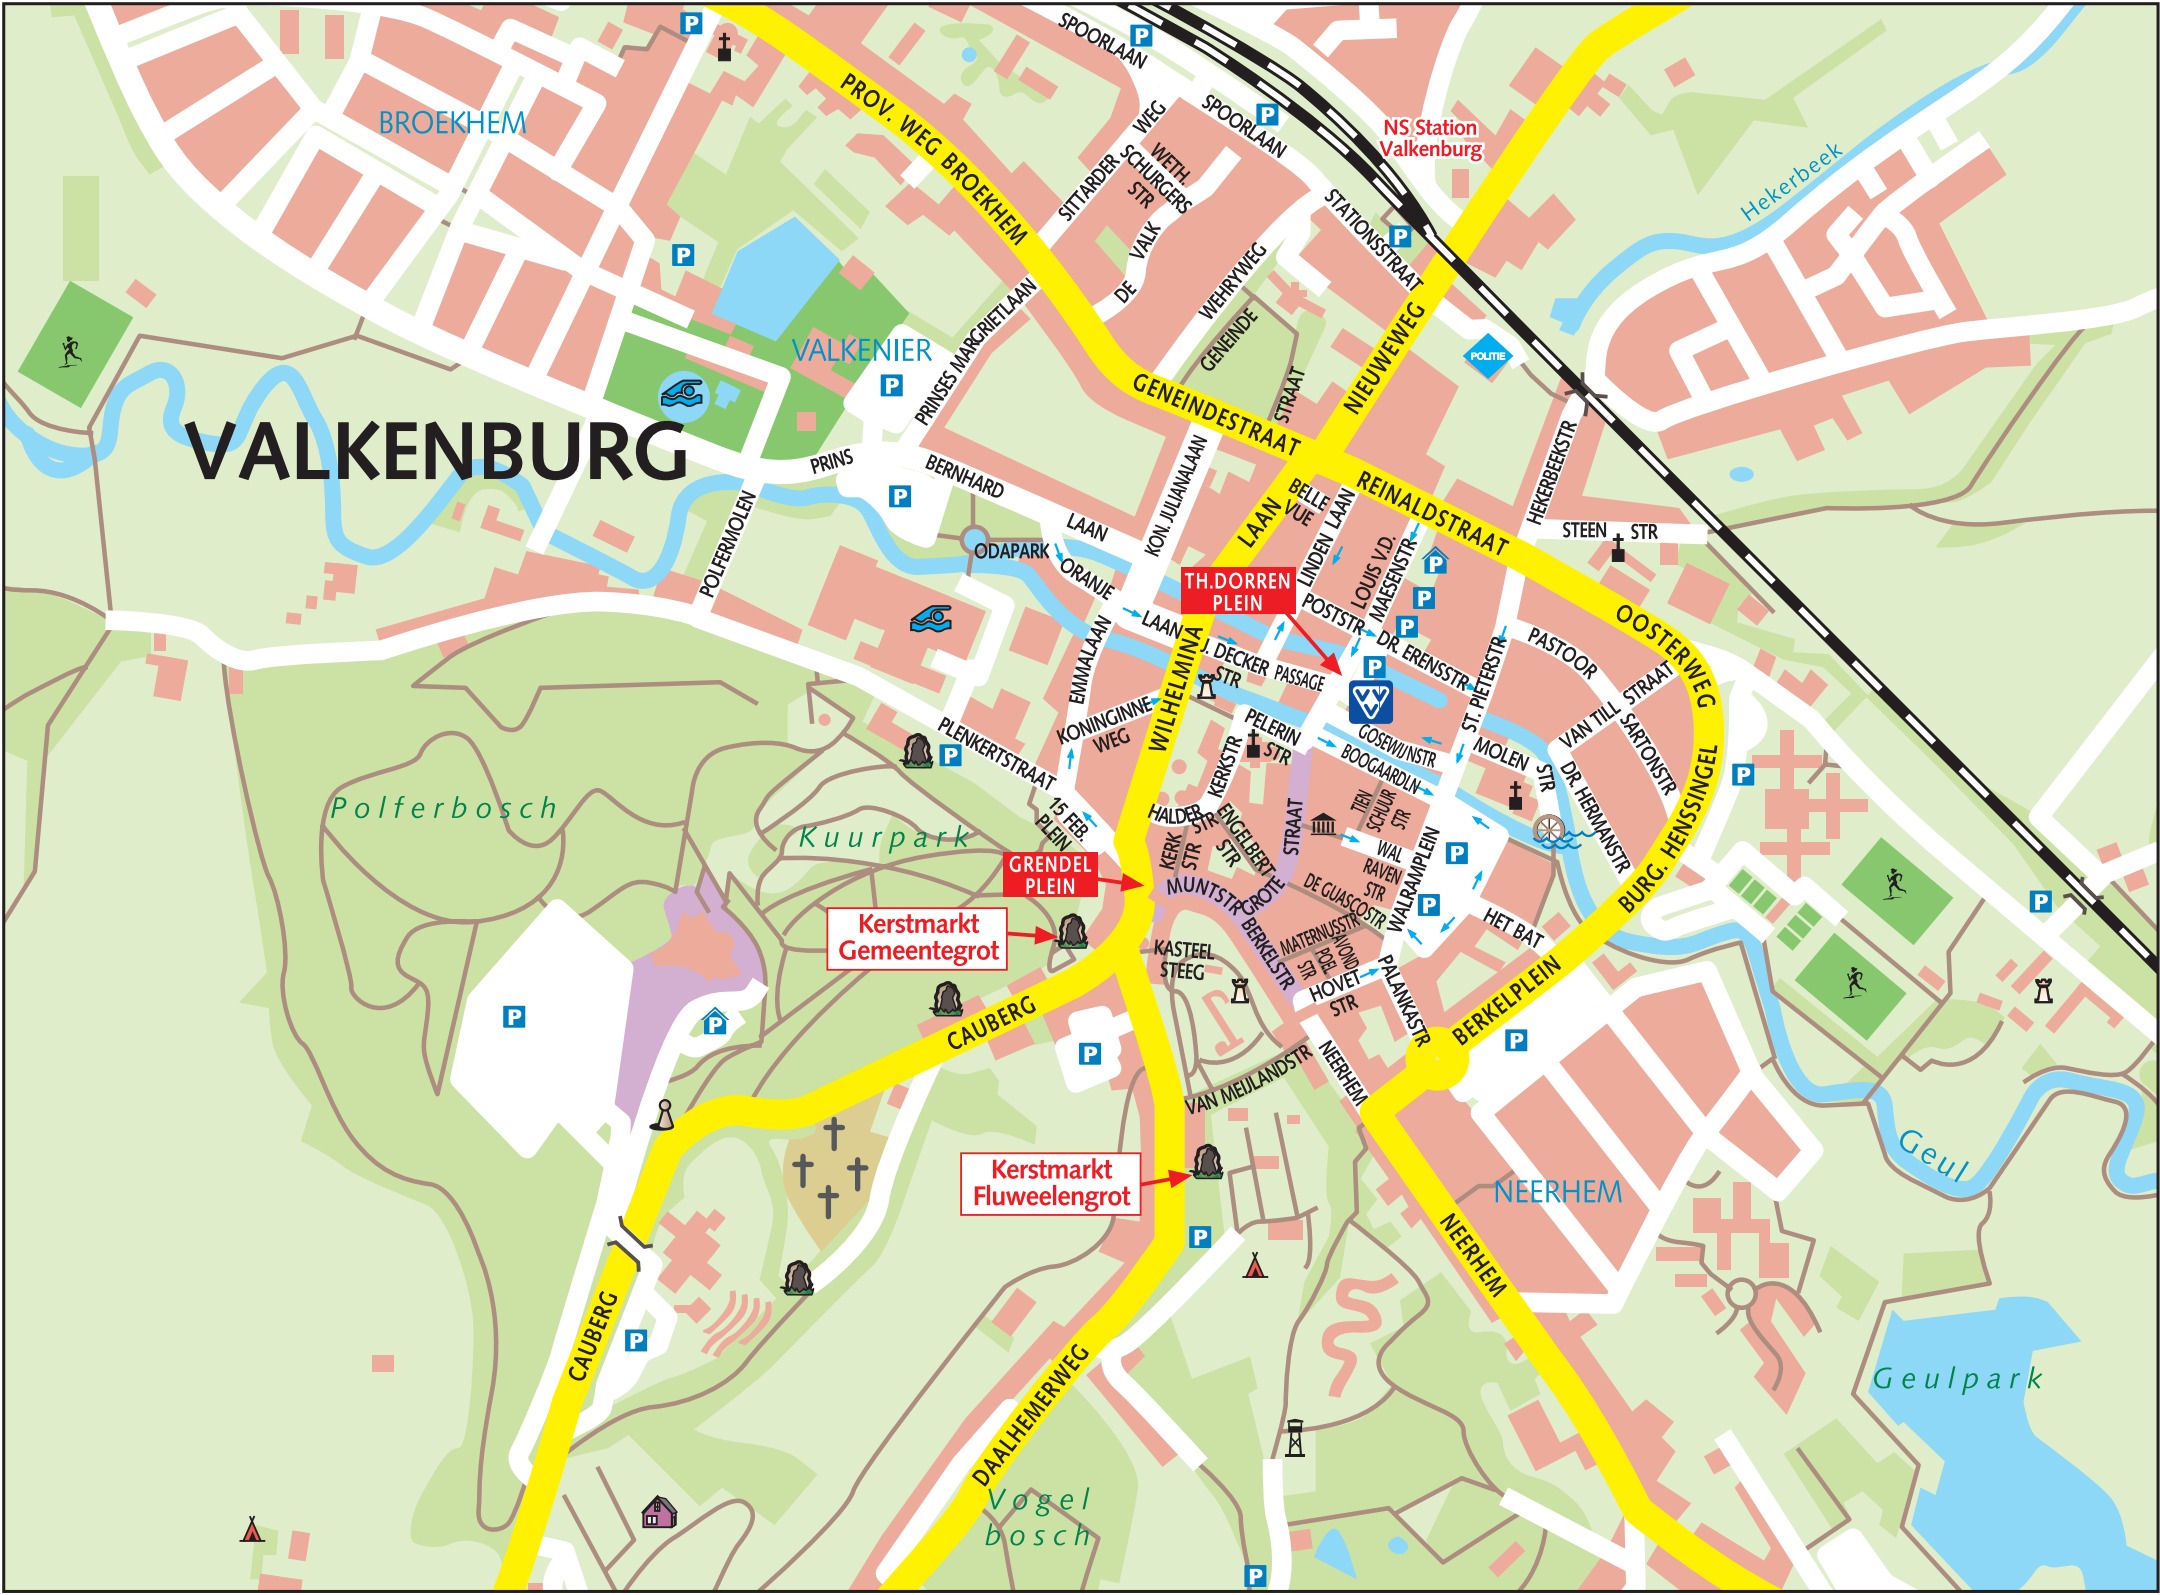 P
P
SPOORLAAN
PROV. WEG BROEKHEM
BROEKHEM
P
SPOORLAAN
NS Station
Valkenburg
SITTARDER WEG
WETH.
SCHURGERS
STR
DE VALK
Hekerbeek
P
P
STATIONSSTRAAT
WEHRYWEG
GENEINDE
STRAAT
NIEUWEWEG
POLITIE
VALKENIER
P
PRINSES MARGRIETLAAN
GENEINDESTRAAT
VALKENBURG
PRINS
BERNHARD
LAAN
P
KON. JULIANALAAN
LAAN
BELLE
VUE
LINDEN LAAN
REINALDSTRAAT
HEKERBEEKSTR
STEEN STR
POLFERMOLEN
ODAPARK
ORANJE
LAAN
LOUIS V.D.
MAESENSTR
P
P
P
P
TH.DORREN
PLEIN
POSTSTR
DR. ERENSSTR
OOSTERWEG
PASTOOR
SARTONSTR
VAN TILL STRAAT
ST. PIETERSTR
EMMALAAN
WILHELMINA
J. DECKER
STR
PASSAGE
VVV
KONINGINNE
WEG
PELERIN
STR
GOSEWIJNSTR
BOOGAARDLN
MOLEN
STR
DR. HERMANSTR
P
PLENKERTSTRAAT
P
15 FEB.
PLEIN
Polferbosch
Kuurpark
HALDER
STR
KERKSTR
KERK
STR
ENGELBERT
STR
STRAAT
GROTE
TIEN
SCHUUR
STR
WAL
RAVEN
STR
WALRAMPLEIN
P
P
BURG. HENSSINGEL
GRENDEL
PLEIN
MUNTSTR
DE GUASCOSTR
P
Kerstmarkt
Gemeentegrot
BERKELSTR
MATERNUSSTR
AVOND
POEL
STR
HET BAT
KASTEEL
STEEG
HOVET
STR
PALANKASTR
BERKELPLEIN
P
P
P
CAUBERG
P
NEERHEM
VAN MEIJLANDSTR
Geul
Kerstmarkt
Fluweelengrot
NEERHEM
P
NEERHEM
CAUBERG
P
Geulpark
DAALHEMERWEG
Vogel
bosch
P